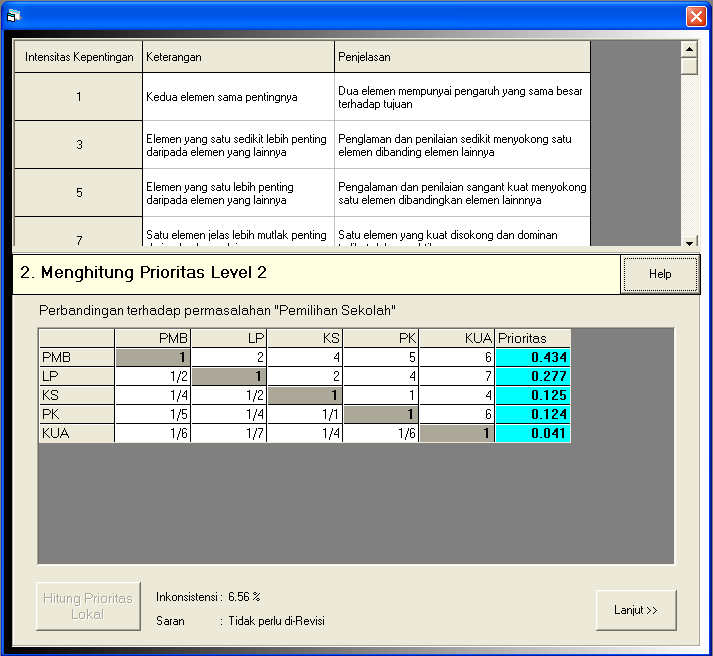 Intensitas Kepentingan Keterangan Penjelasan
1 Kedua elemen sama pentingnya Dua elemen mempunyai pengaruh yang sama besar
terhadap tujuan
3 Elemen yang satu sedikit lebih penting Penglaman dan penilaian sedikit menyokong satu
daripada elemen yang lainnya elemen dibanding elemen lainnya
5 Elemen yang satu lebih penting Pengalaman dan penilaian sangant kuat menyokong
daripada elemen yang lainnya satu elemen dibandingkan elemen lainnnya
7 Satu elemen jelas lebih mutlak penting Satu elemen yang kuat disokong dan dominan
2. Menghitung Prioritas Level 2 Help
Perbandingan terhadap permasalahan "Pemilihan Sekolah"
PMB LP KS PK KUA Prioritas
PMB 1 2 4 5 6 0.434
LP 1/2 1 2 4 7 0.277
KS 1/4 1/2 1 1 4 0.125
PK 1/5 1/4 1/1 1 6 0.124
KUA 1/6 1/7 1/4 1/6 1 0.041
Hitung Prioritas
Lokal
Inkonsistensi : 6.56 %
Saran : Tidak perlu di-Revisi
Lanjut >>